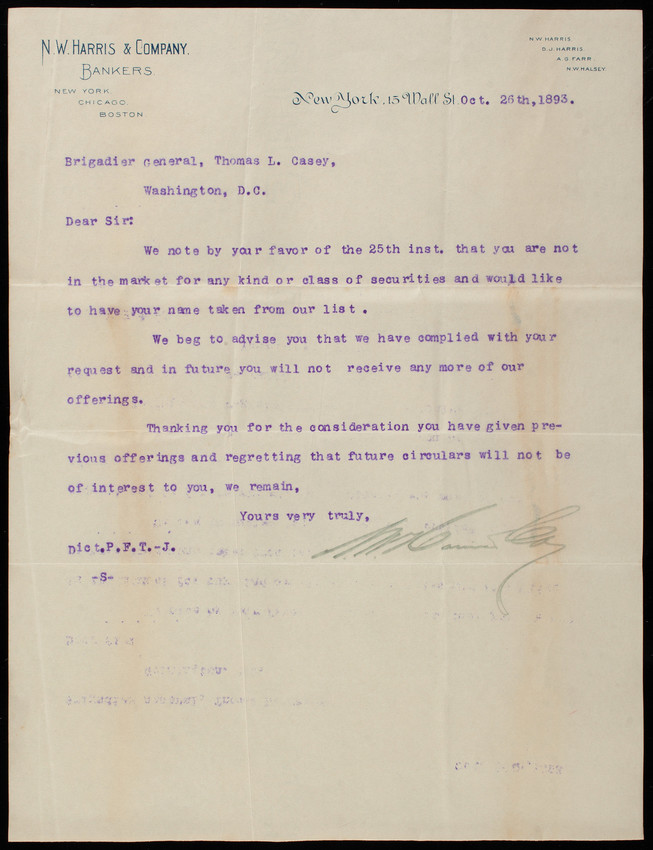 N. W. HARRIS & COMPANY.
BANKERS
NEW YORK.
CHICAGO.
BOSTON
N.W. HARRIS.
D. J. HARRIS.
A. G. FARR
N.W. HALSEY.
New York. 15 Wall St. Oct. 26th, 1893.
Brigadier General, Thomas L. Casey,
Washington, D.C.
Dear Sir:
We note by your favor of the 25th inst. that you are not
in the market for any kind or class of securities and would like
to have your name taken from our list .
We beg to advise you that we have complied with your
request and in future you will not receive any more of our
offerings.
Thanking you for the consideration you have given pre-
vious offerings and regretting that future circulars will not be
of interest to you, we remain,
Yours very truly,
N. W. Harris & Co.
Dict.P.F.T.-J.
-S-